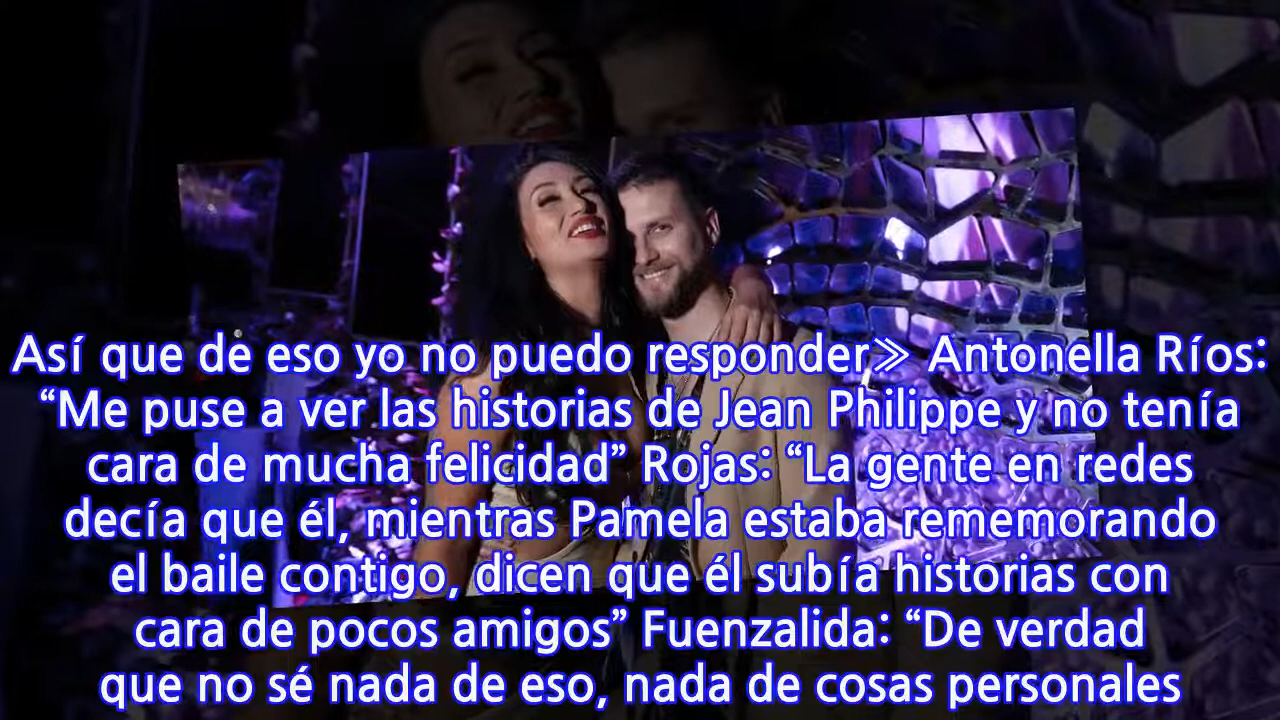 Así que de eso yo no puedo responder≫ Antonella Ríos:
“Me puse a ver las historias de Jean Philippe y no tenía
cara de mucha felicidad” Rojas: “La gente en redes
decía que él, mientras Pamela estaba rememorando
el baile contigo, dicen que él subía historias con
cara de pocos amigos” Fuenzalida: “De verdad
que no sé nada de eso, nada de cosas personales